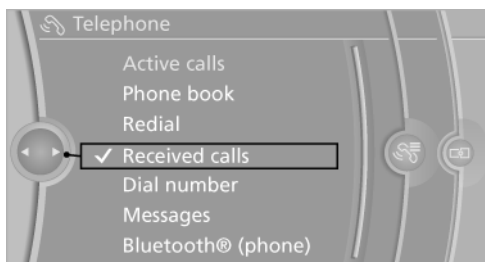 Telephone
Active calls
Phone book
Redial
Received calls
Dial number
Messages
Bluetooth® (phone)